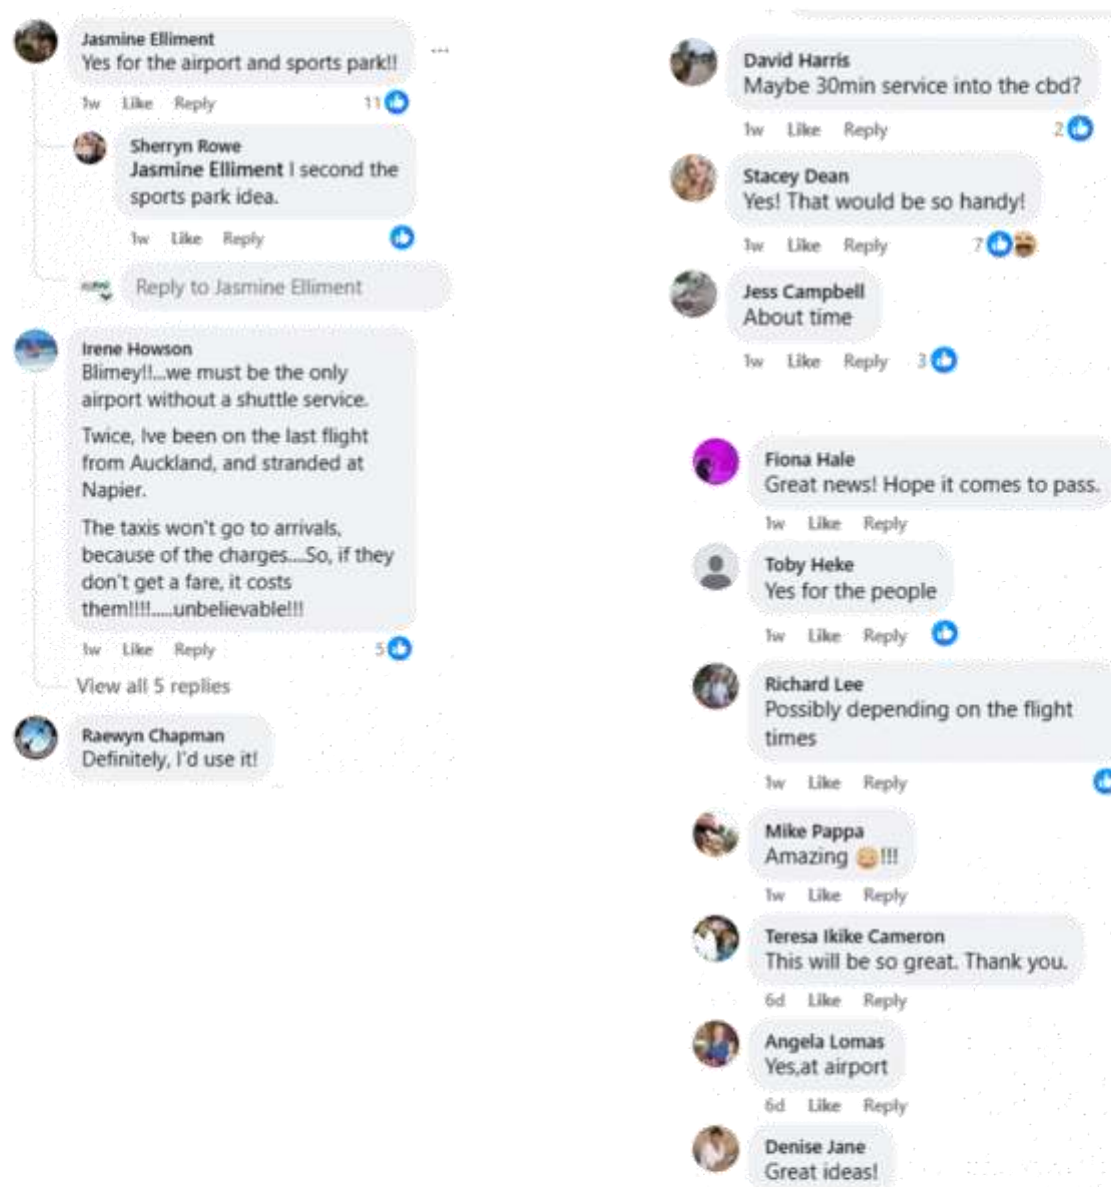 Jasmine Elliment
Yes for the airport and sports park!!
1w Like Reply 11
Sherryn Rowe
Jasmine Elliment I second the
sports park idea.
1w Like Reply
Reply to Jasmine Elliment
Irene Howson
Blimey!!...we must be the only
airport without a shuttle service.
Twice, Ive been on the last flight
from Auckland, and stranded at
Napier.
The taxis won't go to arrivals,
because of the charges....So, if they
don't get a fare, it costs
them!!!!.....unbelievable!!!
1w Like Reply 5
View all 5 replies
Raewyn Chapman
Definitely, I'd use it!
David Harris
Maybe 30min service into the cbd?
1w Like Reply 2
Stacey Dean
Yes! That would be so handy!
1w Like Reply 7
Jess Campbell
About time
1w Like Reply 3
Fiona Hale
Great news! Hope it comes to pass.
1w Like Reply
Toby Heke
Yes for the people
1w Like Reply
Richard Lee
Possibly depending on the flight
times
1w Like Reply
Mike Pappa
Amazing 😁!!!
1w Like Reply
Teresa Ikike Cameron
This will be so great. Thank you.
6d Like Reply
Angela Lomas
Yes,at airport
6d Like Reply
Denise Jane
Great ideas!